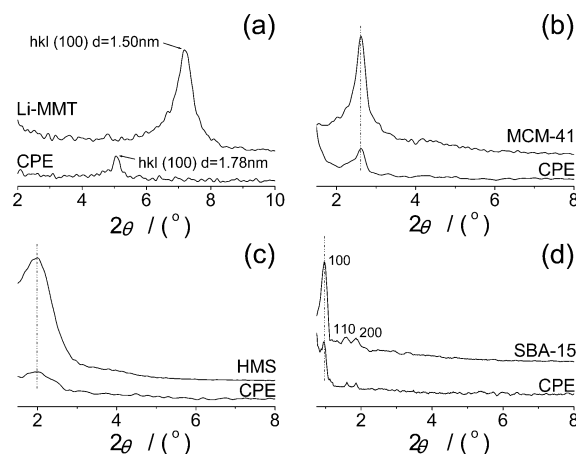 (a)
hkl (100) d=1.50nm
Li-MMT
CPE
hkl (100) d=1.78nm
2 4 6 8 10
2θ / (°)
(b)
MCM-41
CPE
2 4 6 8
2θ / (°)
(c)
HMS
CPE
2 4 6 8
2θ / (°)
(d)
100
110 200
SBA-15
CPE
2 4 6 8
2θ / (°)